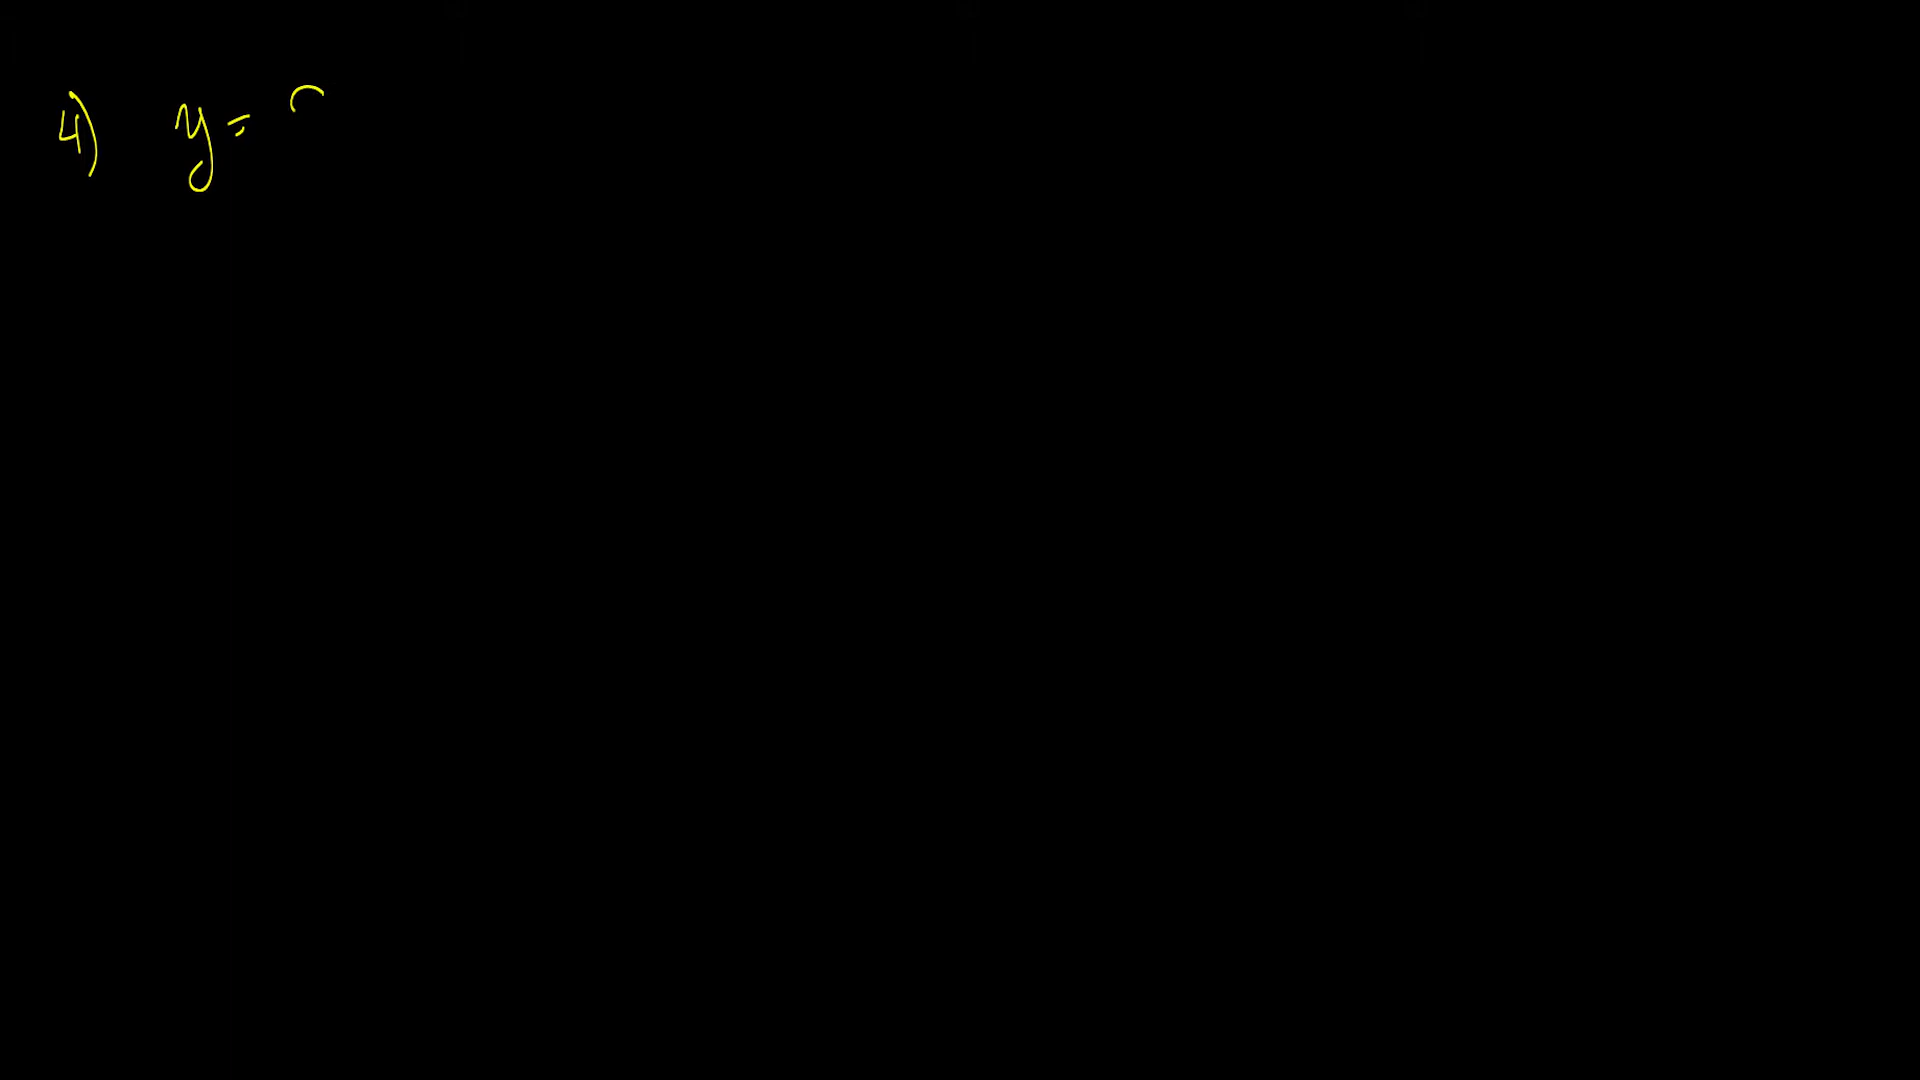 4) y =